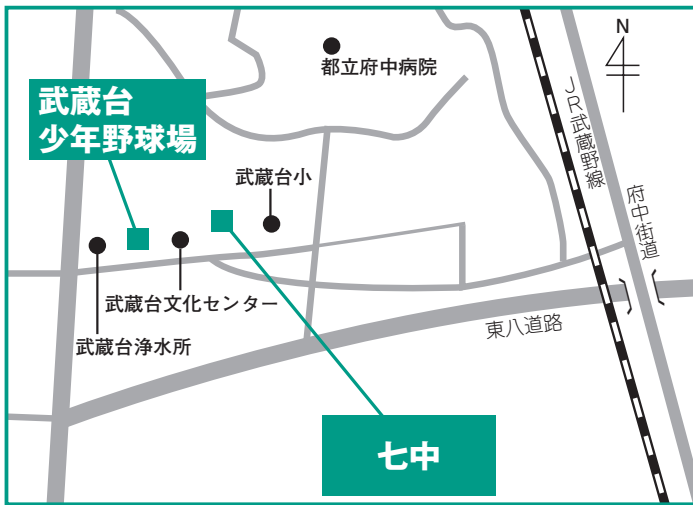 N
都立府中病院
武蔵台
少年野球場
JR武蔵野線
武蔵台小
府中街道
武蔵台文化センター
東八道路
武蔵台浄水所
七中